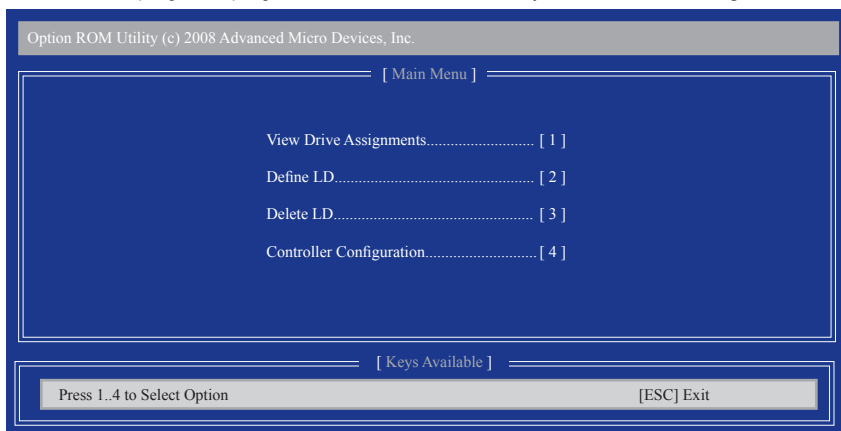 Option ROM Utility (c) 2008 Advanced Micro Devices, Inc.
[ Main Menu ]
View Drive Assignments........................... [ 1 ]
Define LD.................................................. [ 2 ]
Delete LD.................................................. [ 3 ]
Controller Configuration............................[ 4 ]
[ Keys Available ]
Press 1..4 to Select Option [ESC] Exit